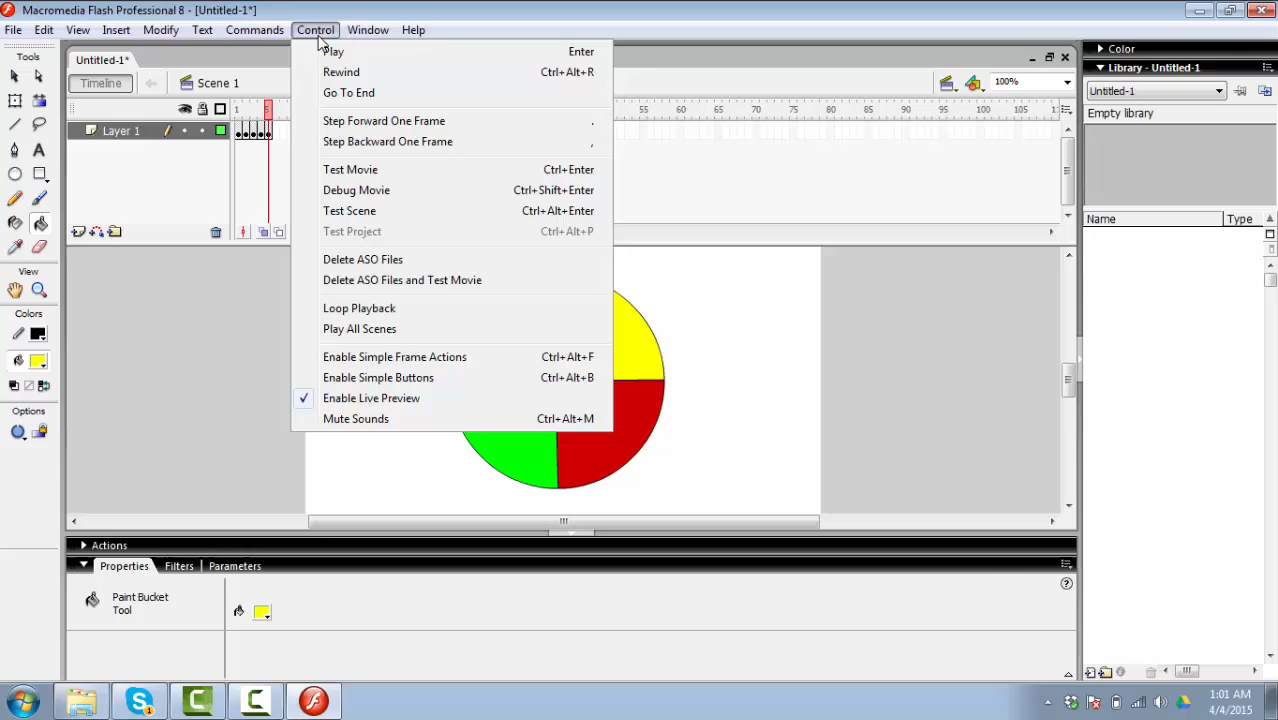 Macromedia Flash Professional 8 - [Untitled-1*]
File Edit View Insert Modify Text Commands Control Window Help
Tools
Untitled-1*
Timeline
Scene 1
100%
1 5 55 60 65 70 75 80 85 90 95 100 105
Layer 1
Play Enter
Rewind Ctrl+Alt+R
Go To End
Step Forward One Frame .
Step Backward One Frame ,
Test Movie Ctrl+Enter
Debug Movie Ctrl+Shift+Enter
Test Scene Ctrl+Alt+Enter
Test Project Ctrl+Alt+P
Delete ASO Files
Delete ASO Files and Test Movie
Loop Playback
Play All Scenes
Enable Simple Frame Actions Ctrl+Alt+F
Enable Simple Buttons Ctrl+Alt+B
Enable Live Preview
Mute Sounds Ctrl+Alt+M
View
Colors
Options
Color
Library - Untitled-1
Untitled-1
Empty library
Name Type
Actions
Properties Filters Parameters
Paint Bucket
Tool
1:01 AM
4/4/2015